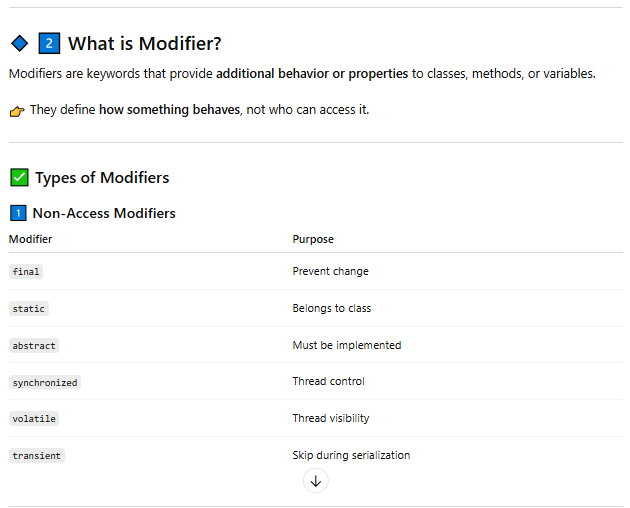 2 What is Modifier?
Modifiers are keywords that provide additional behavior or properties to classes, methods, or variables.
👉 They define how something behaves, not who can access it.
✅ Types of Modifiers
1 Non-Access Modifiers
Modifier Purpose
final Prevent change
static Belongs to class
abstract Must be implemented
synchronized Thread control
volatile Thread visibility
transient Skip during serialization